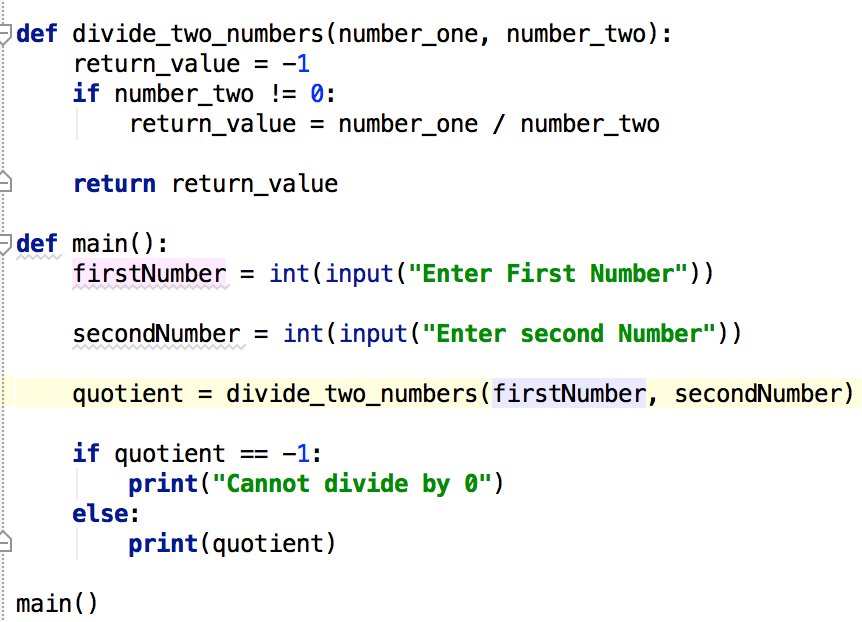 def divide_two_numbers(number_one, number_two):
    return_value = -1
    if number_two != 0:
        return_value = number_one / number_two
    return return_value
def main():
    firstNumber = int(input("Enter First Number"))
    secondNumber = int(input("Enter second Number"))
    quotient = divide_two_numbers(firstNumber, secondNumber)
    if quotient == -1:
        print("Cannot divide by 0")
    else:
        print(quotient)
main()